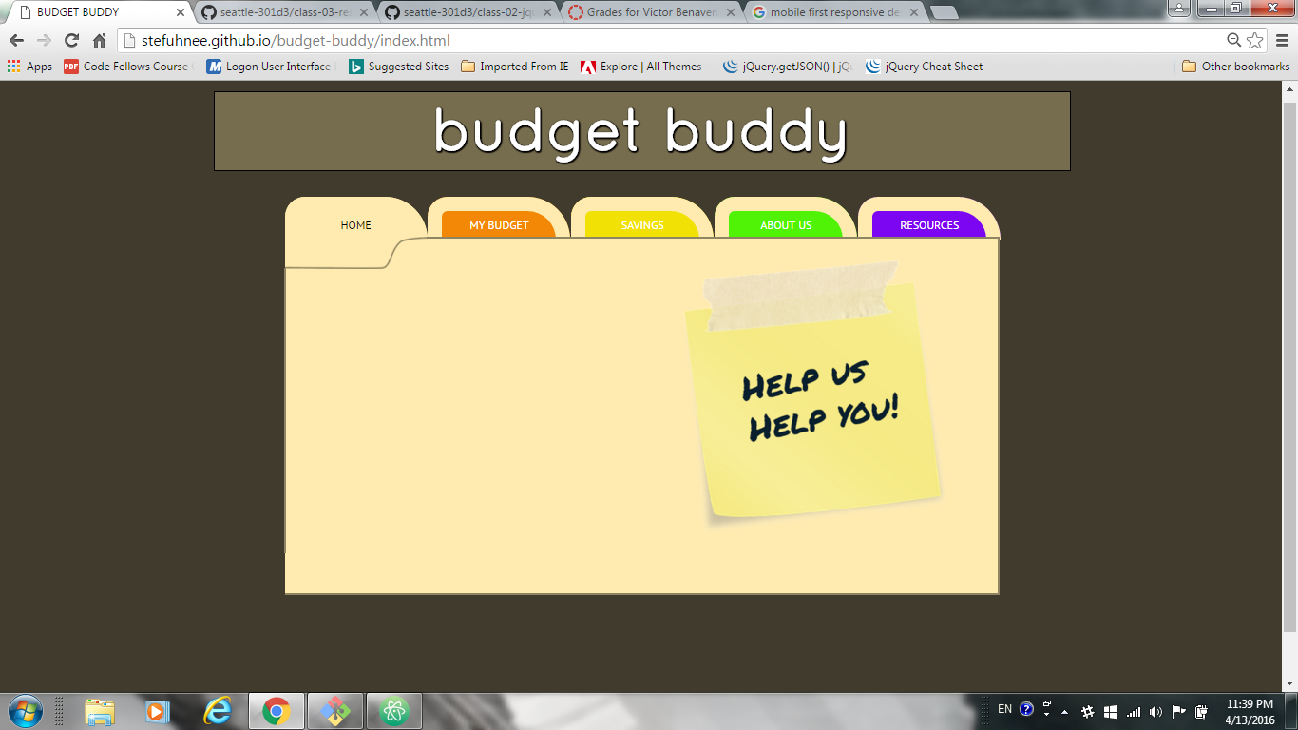 BUDGET BUDDY
seattle-301d3/class-03-re
seattle-301d3/class-02-jq
Grades for Victor Benaven
mobile first responsive de
stefuhnee.github.io/budget-buddy/index.html
Apps
PDF
Code Fellows Course
Logon User Interface
Suggested Sites
Imported From IE
Explore | All Themes
jQuery.getJSON() | jQ
jQuery Cheat Sheet
Other bookmarks
budget buddy
HOME
MY BUDGET
SAVINGS
ABOUT US
RESOURCES
HELP US
HELP YOU!
EN
11:39 PM
4/13/2016